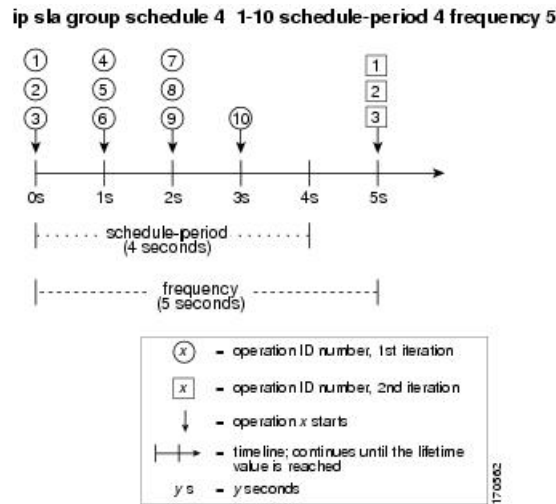 ip sla group schedule 4 1-10 schedule-period 4 frequency 5
1 4 7 1
2 5 8 2
3 6 9 10 3
0s 1s 2s 3s 4s 5s
schedule-period
(4 seconds)
frequency
(5 seconds)
x = operation ID number, 1st iteration
x = operation ID number, 2nd iteration
= operation x starts
= timeline; continues until the lifetime
value is reached
y s = y seconds
170562